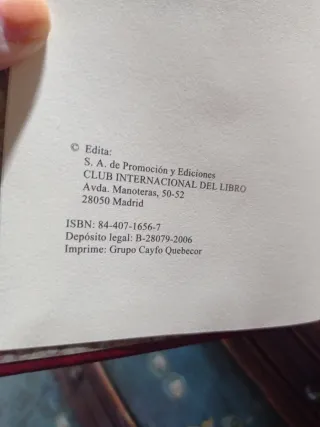 © Edita:
S. A. de Promoción y Ediciones
CLUB INTERNACIONAL DEL LIBRO
Avda. Manoteras, 50-52
28050 Madrid
ISBN: 84-407-1656-7
Depósito legal: B-28079-2006
Imprime: Grupo Cayfo Quebecor